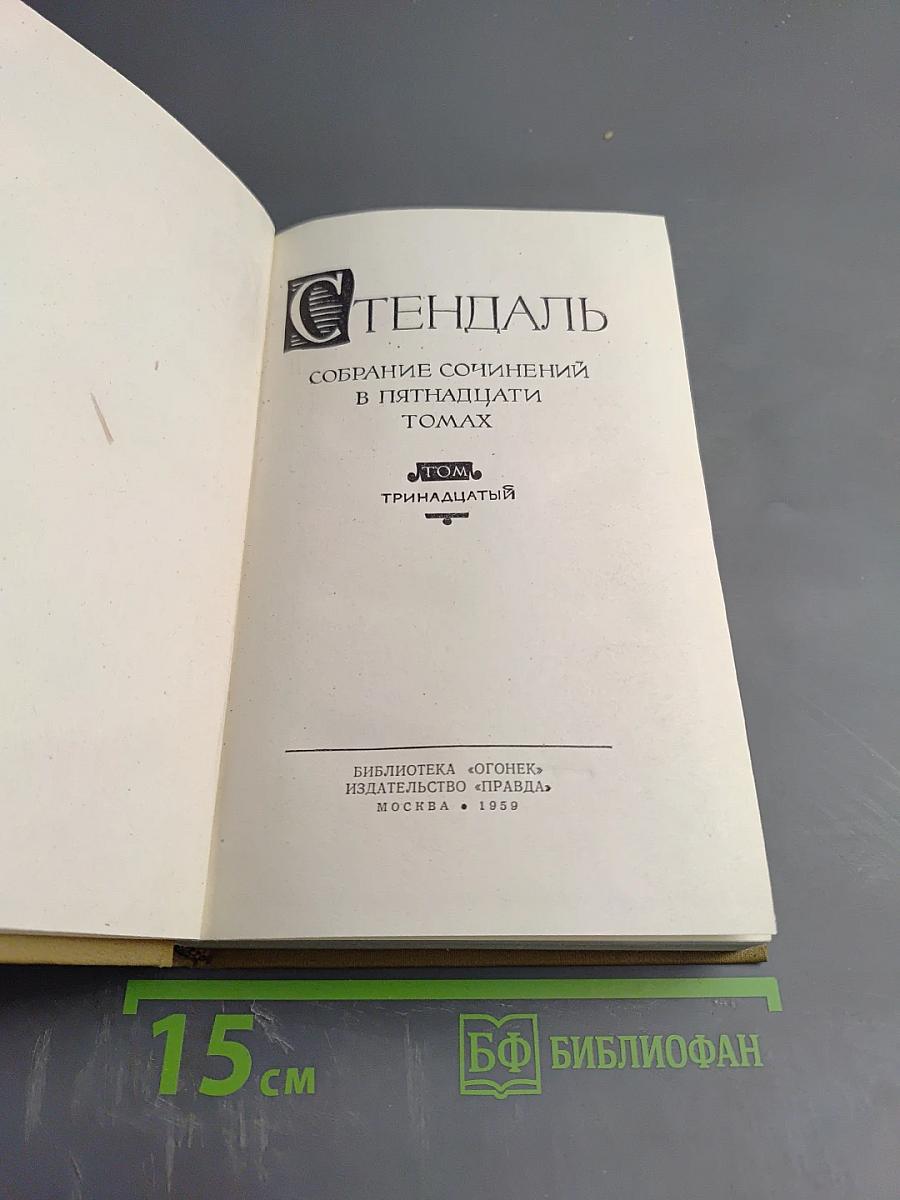 СТЕНДАЛЬ
СОБРАНИЕ СОЧИНЕНИЙ
В ПЯТНАДЦАТИ
ТОМАХ
ТОМ
ТРИНАДЦАТЫЙ
БИБЛИОТЕКА «ОГОНЕК»
ИЗДАТЕЛЬСТВО «ПРАВДА»
МОСКВА • 1959
15 см
БФ БИБЛИОФАН